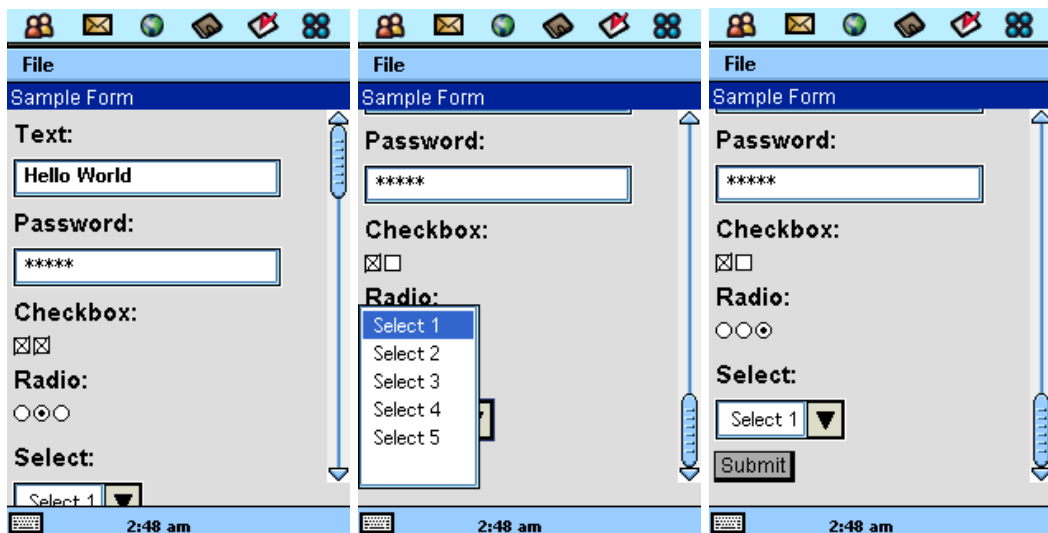 File
Sample Form
Text:
Hello World
Password:
*****
Checkbox:
Radio:
Select:
Select 1
2:48 am
File
Sample Form
Password:
*****
Checkbox:
Radio:
Select 1
Select 2
Select 3
Select 4
Select 5
2:48 am
File
Sample Form
Password:
*****
Checkbox:
Radio:
Select:
Select 1
Submit
2:48 am